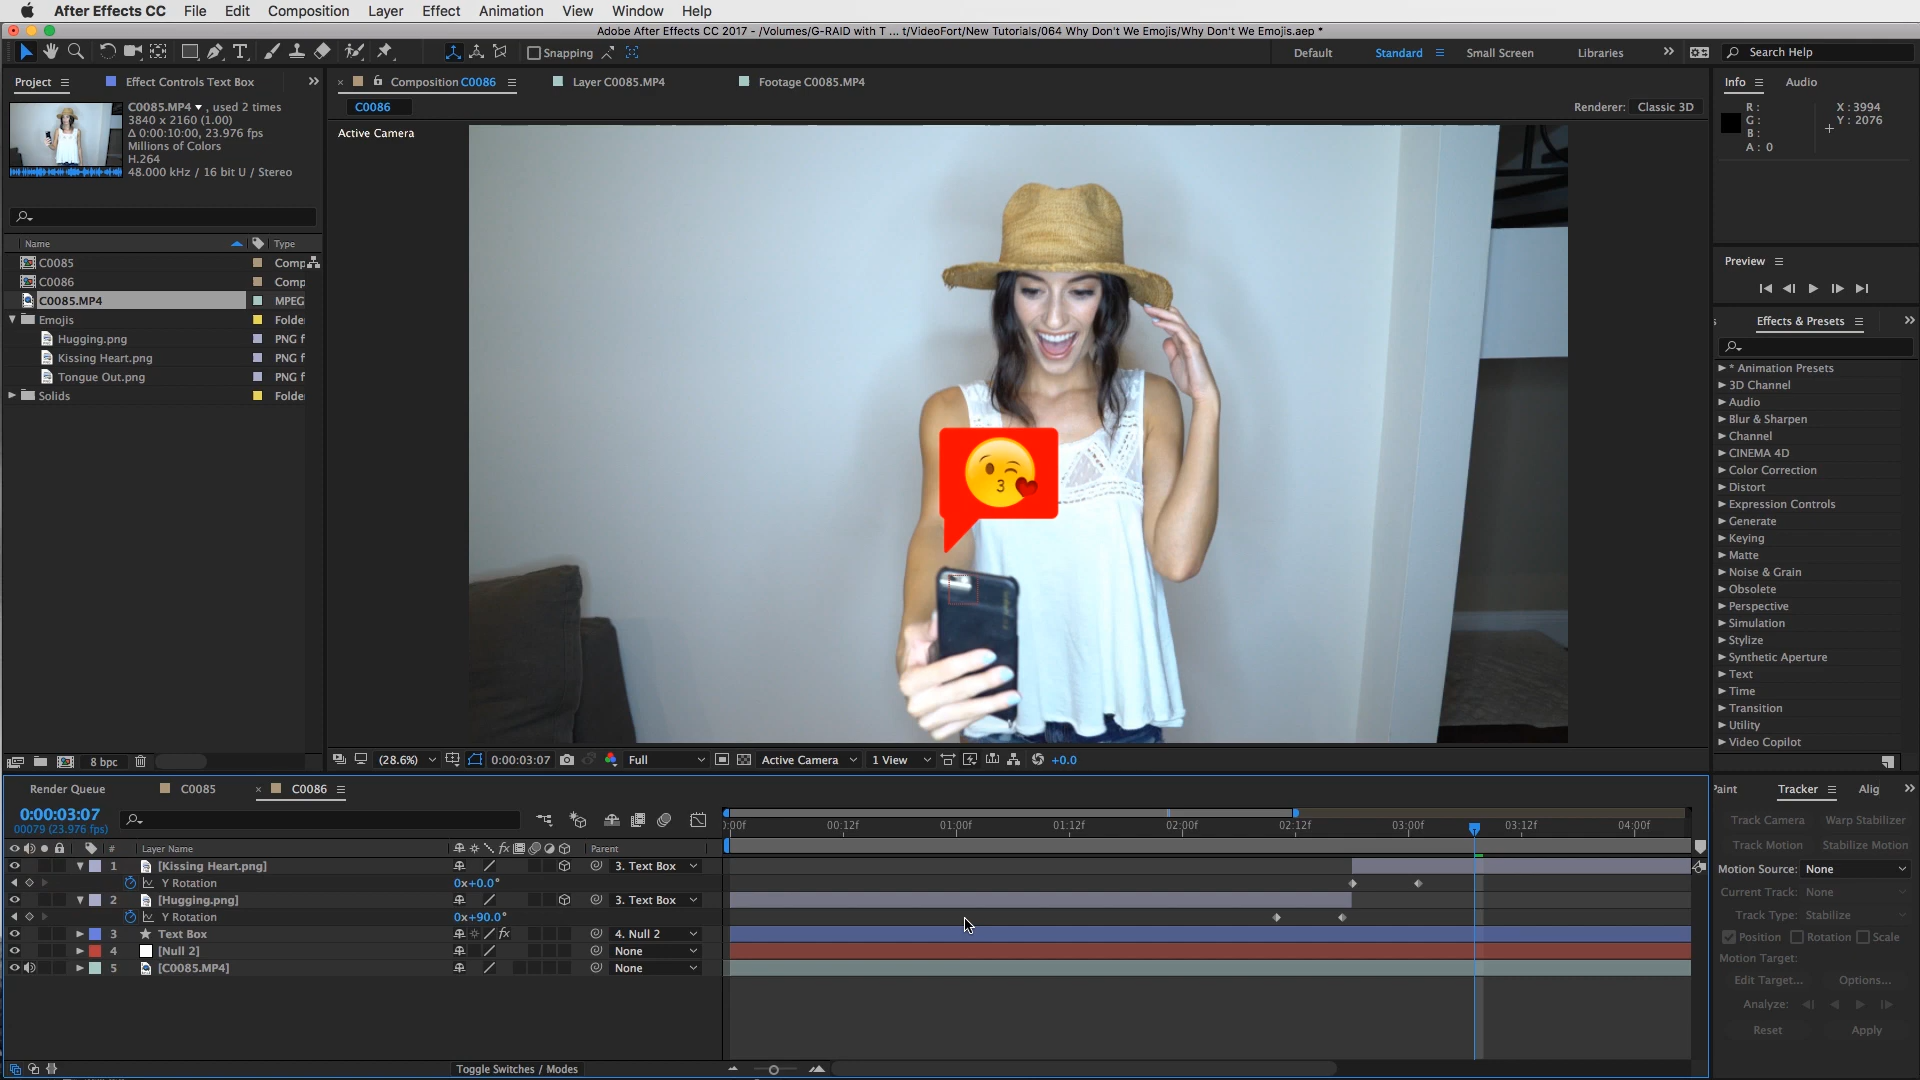 After Effects CC File Edit Composition Layer Effect Animation View Window Help
Adobe After Effects CC 2017 - /Volumes/G-RAID with T ... t/VideoFort/New Tutorials/064 Why Don't We Emojis/Why Don't We Emojis.aep *
Snapping Default Standard Small Screen Libraries Search Help
Project Effect Controls Text Box
Composition C0086 Layer C0085.MP4 Footage C0085.MP4
Info Audio
C0085.MP4 , used 2 times
3840 x 2160 (1.00)
Δ 0:00:10:00, 23.976 fps
Millions of Colors
H.264
48.000 kHz / 16 bit U / Stereo
C0086
Renderer: Classic 3D
Active Camera
R:
G:
B:
A: 0
X: 3994
Y: 2076
Name Type
C0085 Comp
C0086 Comp
C0085.MP4 MPEG
Emojis Folde
Hugging.png PNG f
Kissing Heart.png PNG f
Tongue Out.png PNG f
Solids Folde
Preview
Effects & Presets
* Animation Presets
3D Channel
Audio
Blur & Sharpen
Channel
CINEMA 4D
Color Correction
Distort
Expression Controls
Generate
Keying
Matte
Noise & Grain
Obsolete
Perspective
Simulation
Stylize
Synthetic Aperture
Text
Time
Transition
Utility
Video Copilot
8 bpc
(28.6%) 0:00:03:07 Full Active Camera 1 View +0.0
Render Queue C0085 C0086
0:00:03:07
00079 (23.976 fps)
:00f 00:12f 01:00f 01:12f 02:00f 02:12f 03:00f 03:12f 04:00f
# Layer Name fx Parent
1 [Kissing Heart.png] 3. Text Box
Y Rotation 0x+0.0°
2 [Hugging.png] 3. Text Box
Y Rotation 0x+90.0°
3 Text Box fx 4. Null 2
4 [Null 2] None
5 [C0085.MP4] None
Toggle Switches / Modes
Paint Tracker Alig
Track Camera Warp Stabilizer
Track Motion Stabilize Motion
Motion Source: None
Current Track: None
Track Type: Stabilize
Position Rotation Scale
Motion Target:
Edit Target... Options...
Analyze:
Reset Apply